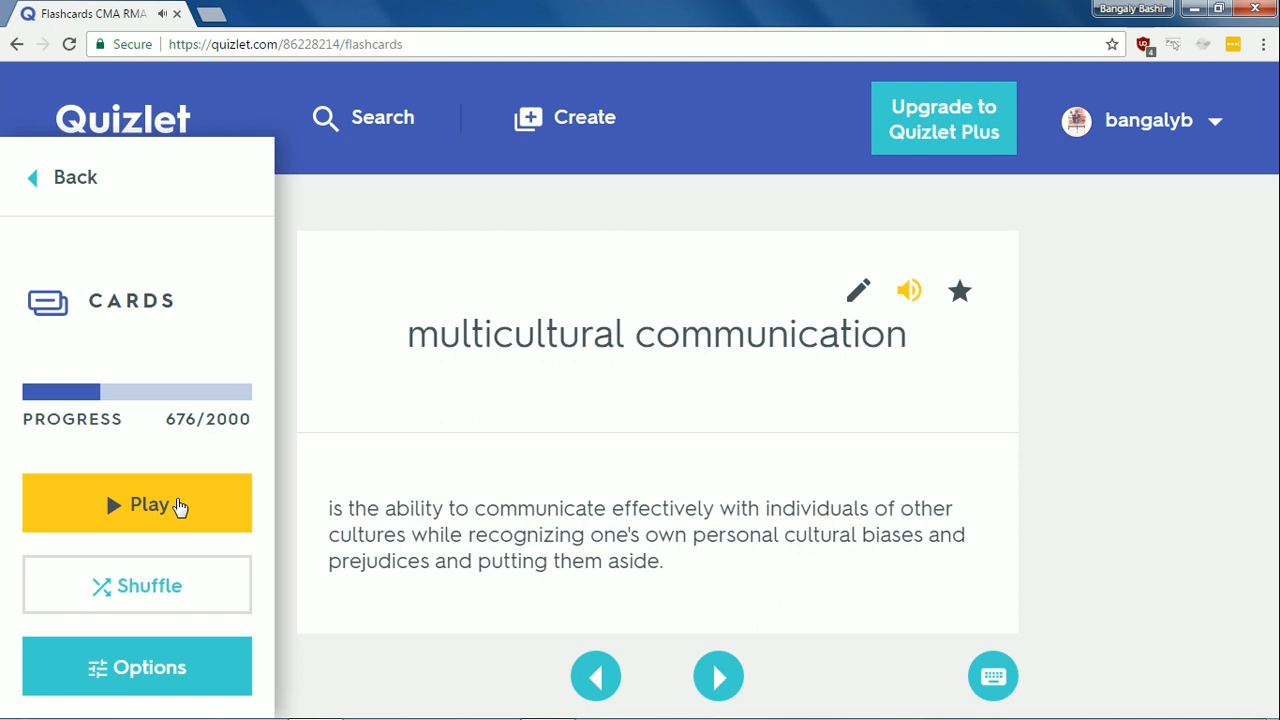 Flashcards CMA RMA
Bangaly Bashir
Secure
https://quizlet.com/86228214/flashcards
4
Quizlet
Search
Create
Upgrade to
Quizlet Plus
bangalyb
Back
CARDS
PROGRESS 676/2000
Play
Shuffle
Options
multicultural communication
is the ability to communicate effectively with individuals of other
cultures while recognizing one's own personal cultural biases and
prejudices and putting them aside.